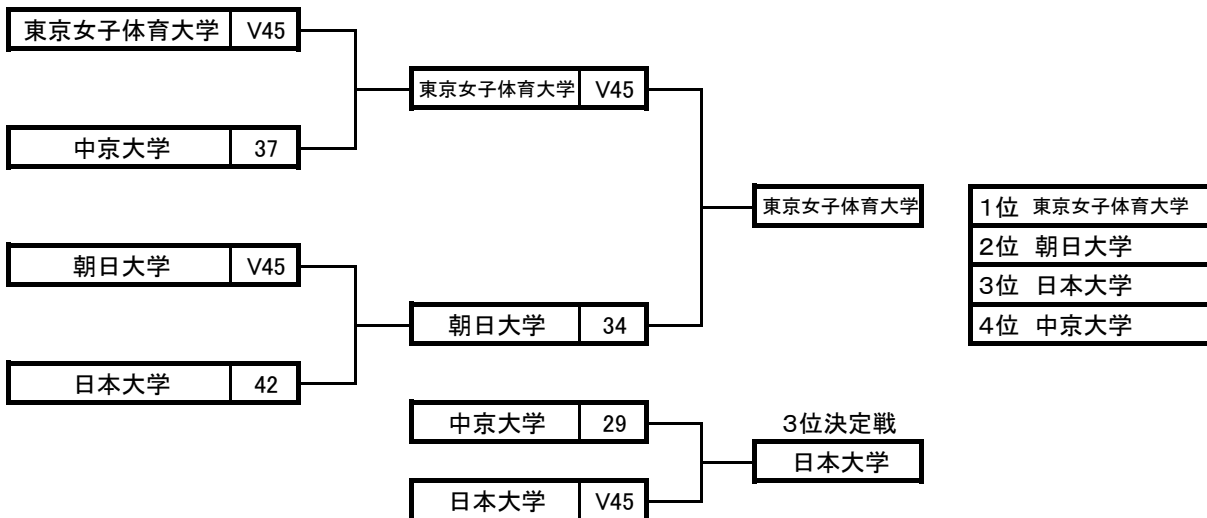 東京女子体育大学 V45
東京女子体育大学 V45
中京大学 37
東京女子体育大学
1位 東京女子体育大学
2位 朝日大学
3位 日本大学
4位 中京大学
朝日大学 V45
朝日大学 34
日本大学 42
中京大学 29
3位決定戦
日本大学
日本大学 V45